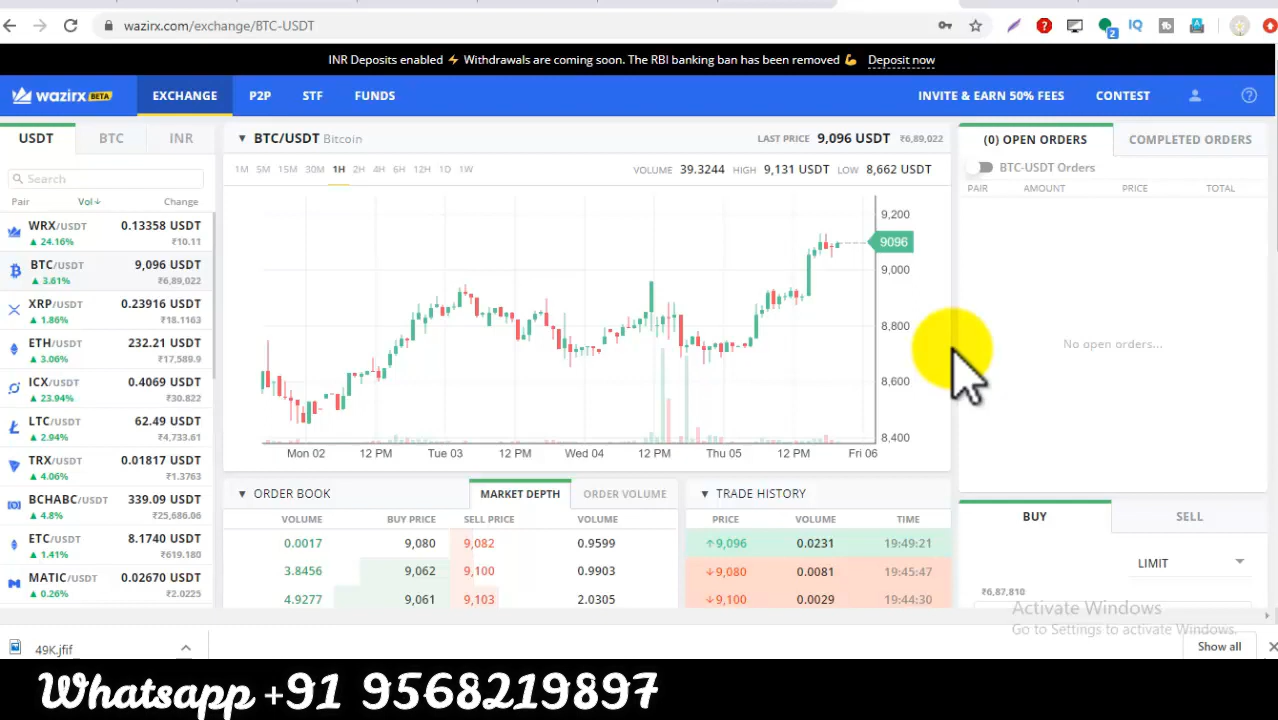 wazirx.com/exchange/BTC-USDT
2
IQ
INR Deposits enabled ⚡ Withdrawals are coming soon. The RBI banking ban has been removed 💪 Deposit now
wazirx BETA
EXCHANGE P2P STF FUNDS
INVITE & EARN 50% FEES CONTEST
USDT BTC INR
Search
Pair Vol↓ Change
WRX/USDT 0.13358 USDT
▲ 24.16% ₹10.11
BTC/USDT 9,096 USDT
▲ 3.61% ₹6,89,022
XRP/USDT 0.23916 USDT
▲ 1.86% ₹18.1163
ETH/USDT 232.21 USDT
▲ 3.06% ₹17,589.9
ICX/USDT 0.4069 USDT
▲ 23.94% ₹30.822
LTC/USDT 62.49 USDT
▲ 2.94% ₹4,733.61
TRX/USDT 0.01817 USDT
▲ 4.06% ₹1.3763
BCHABC/USDT 339.09 USDT
▲ 4.8% ₹25,686.06
ETC/USDT 8.1740 USDT
▲ 1.41% ₹619.180
MATIC/USDT 0.02670 USDT
▲ 0.26% ₹2.0225
▼ BTC/USDT Bitcoin
LAST PRICE 9,096 USDT ₹6,89,022
1M 5M 15M 30M 1H 2H 4H 6H 12H 1D 1W
VOLUME 39.3244 HIGH 9,131 USDT LOW 8,662 USDT
9,200
9096
9,000
8,800
8,600
8,400
Mon 02 12 PM Tue 03 12 PM Wed 04 12 PM Thu 05 12 PM Fri 06
▼ ORDER BOOK MARKET DEPTH ORDER VOLUME
VOLUME BUY PRICE SELL PRICE VOLUME
0.0017 9,080 9,082 0.9599
3.8456 9,062 9,100 0.9903
4.9277 9,061 9,103 2.0305
▼ TRADE HISTORY
PRICE VOLUME TIME
↑9,096 0.0231 19:49:21
↓9,080 0.0081 19:45:47
↓9,100 0.0029 19:44:30
(0) OPEN ORDERS COMPLETED ORDERS
BTC-USDT Orders
PAIR AMOUNT PRICE TOTAL
No open orders...
BUY SELL
LIMIT
₹6,87,810
Activate Windows
Go to Settings to activate Windows.
49K.jfif
Show all
Whatsapp +91 9568219897